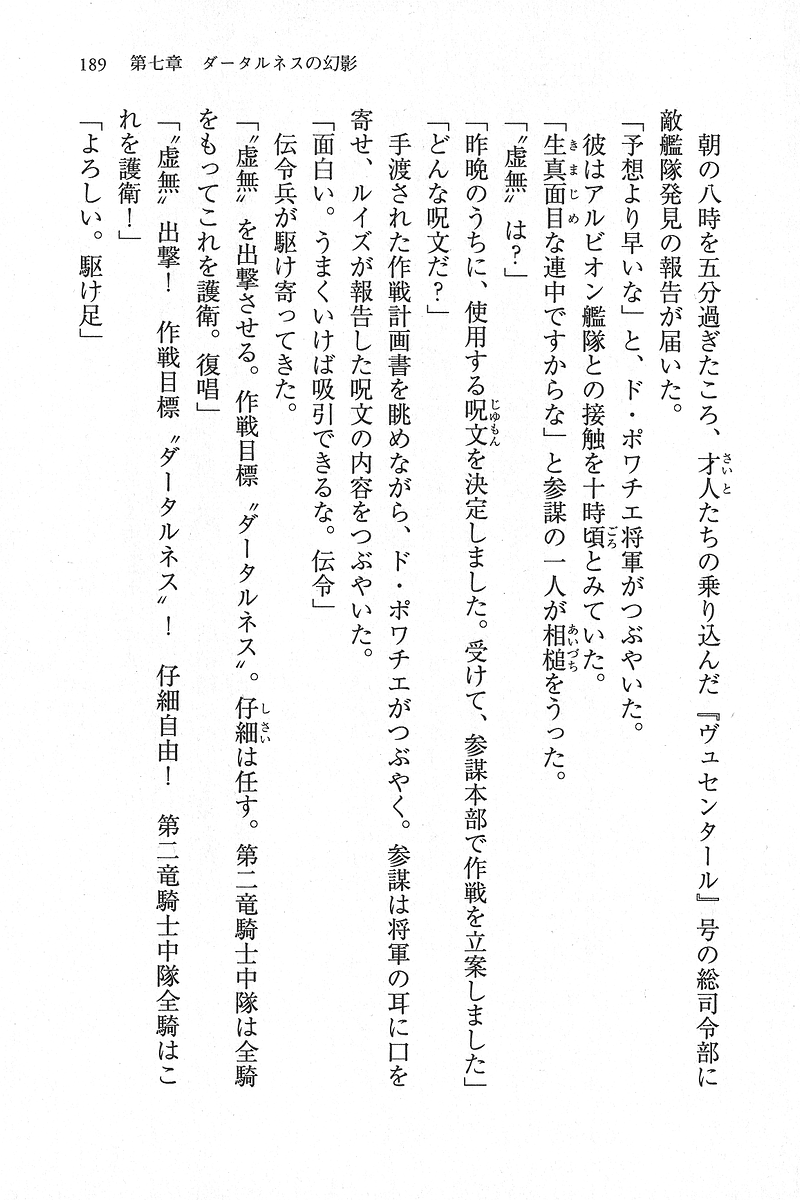 189　第七章　ダータルネスの幻影
　朝の八時を五分過ぎたころ、才人たちの乗り込んだ『ヴュセンタール』号の総司令部に
敵艦隊発見の報告が届いた。
「予想より早いな」と、ド・ポワチエ将軍がつぶやいた。
　彼はアルビオン艦隊との接触を十時頃とみていた。
「生真面目な連中ですからな」と参謀の一人が相槌をうった。
「〝虚無〟は？」
「昨晩のうちに、使用する呪文を決定しました。受けて、参謀本部で作戦を立案しました」
「どんな呪文だ？」
　手渡された作戦計画書を眺めながら、ド・ポワチエがつぶやく。参謀は将軍の耳に口を
寄せ、ルイズが報告した呪文の内容をつぶやいた。
「面白い。うまくいけば吸引できるな。伝令」
　伝令兵が駆け寄ってきた。
「〝虚無〟を出撃させる。作戦目標〝ダータルネス〟。仔細は任す。第二竜騎士中隊は全騎
をもってこれを護衛。復唱」
「〝虚無〟出撃！　作戦目標〝ダータルネス〟！　仔細自由！　第二竜騎士中隊全騎はこ
れを護衛！」
「よろしい。駆け足」